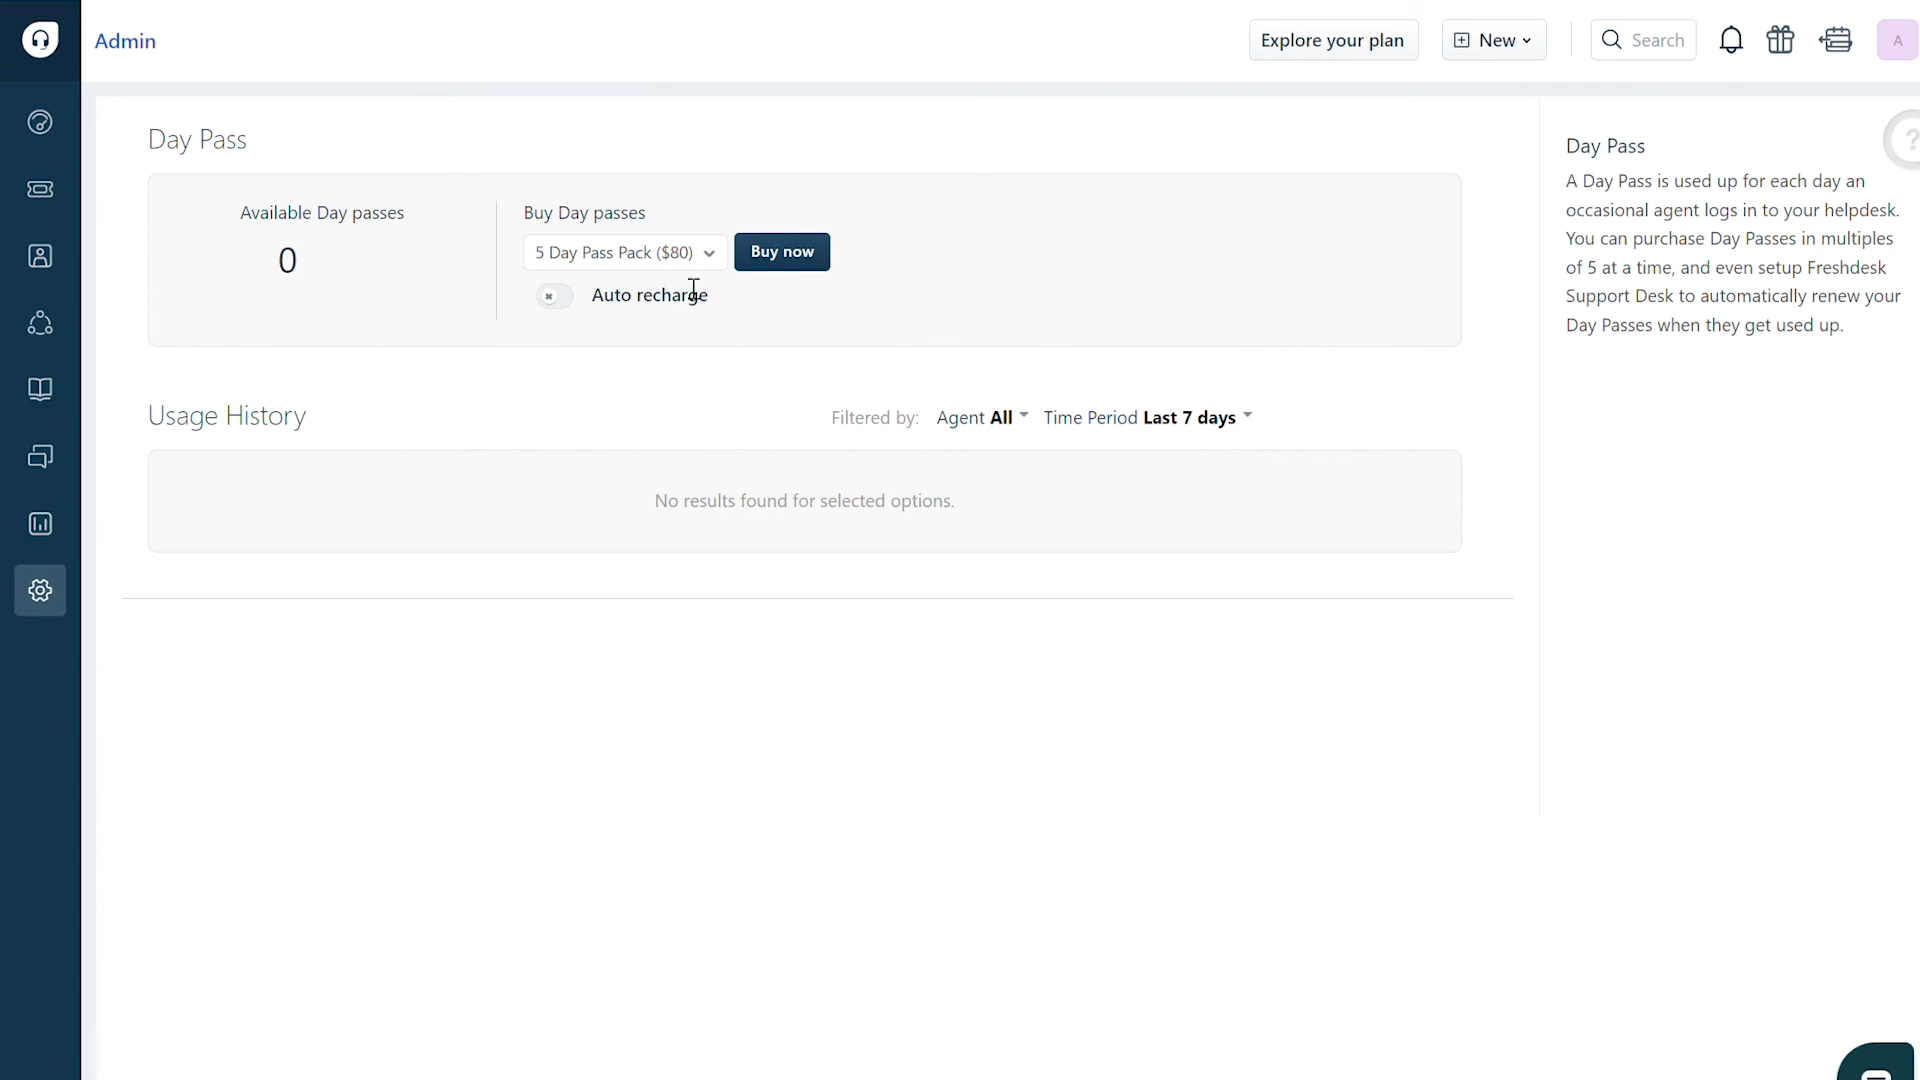 Admin
Explore your plan
New
Search
A
Day Pass
Available Day passes
0
Buy Day passes
5 Day Pass Pack ($80)
Buy now
Auto recharge
Usage History
Filtered by: Agent All Time Period Last 7 days
No results found for selected options.
Day Pass
?
A Day Pass is used up for each day an
occasional agent logs in to your helpdesk.
You can purchase Day Passes in multiples
of 5 at a time, and even setup Freshdesk
Support Desk to automatically renew your
Day Passes when they get used up.